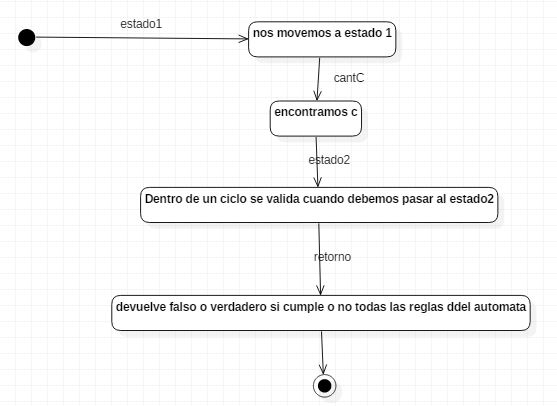 estado1
nos movemos a estado 1
cantC
encontramos c
estado2
Dentro de un ciclo se valida cuando debemos pasar al estado2
retorno
devuelve falso o verdadero si cumple o no todas las reglas ddel automata